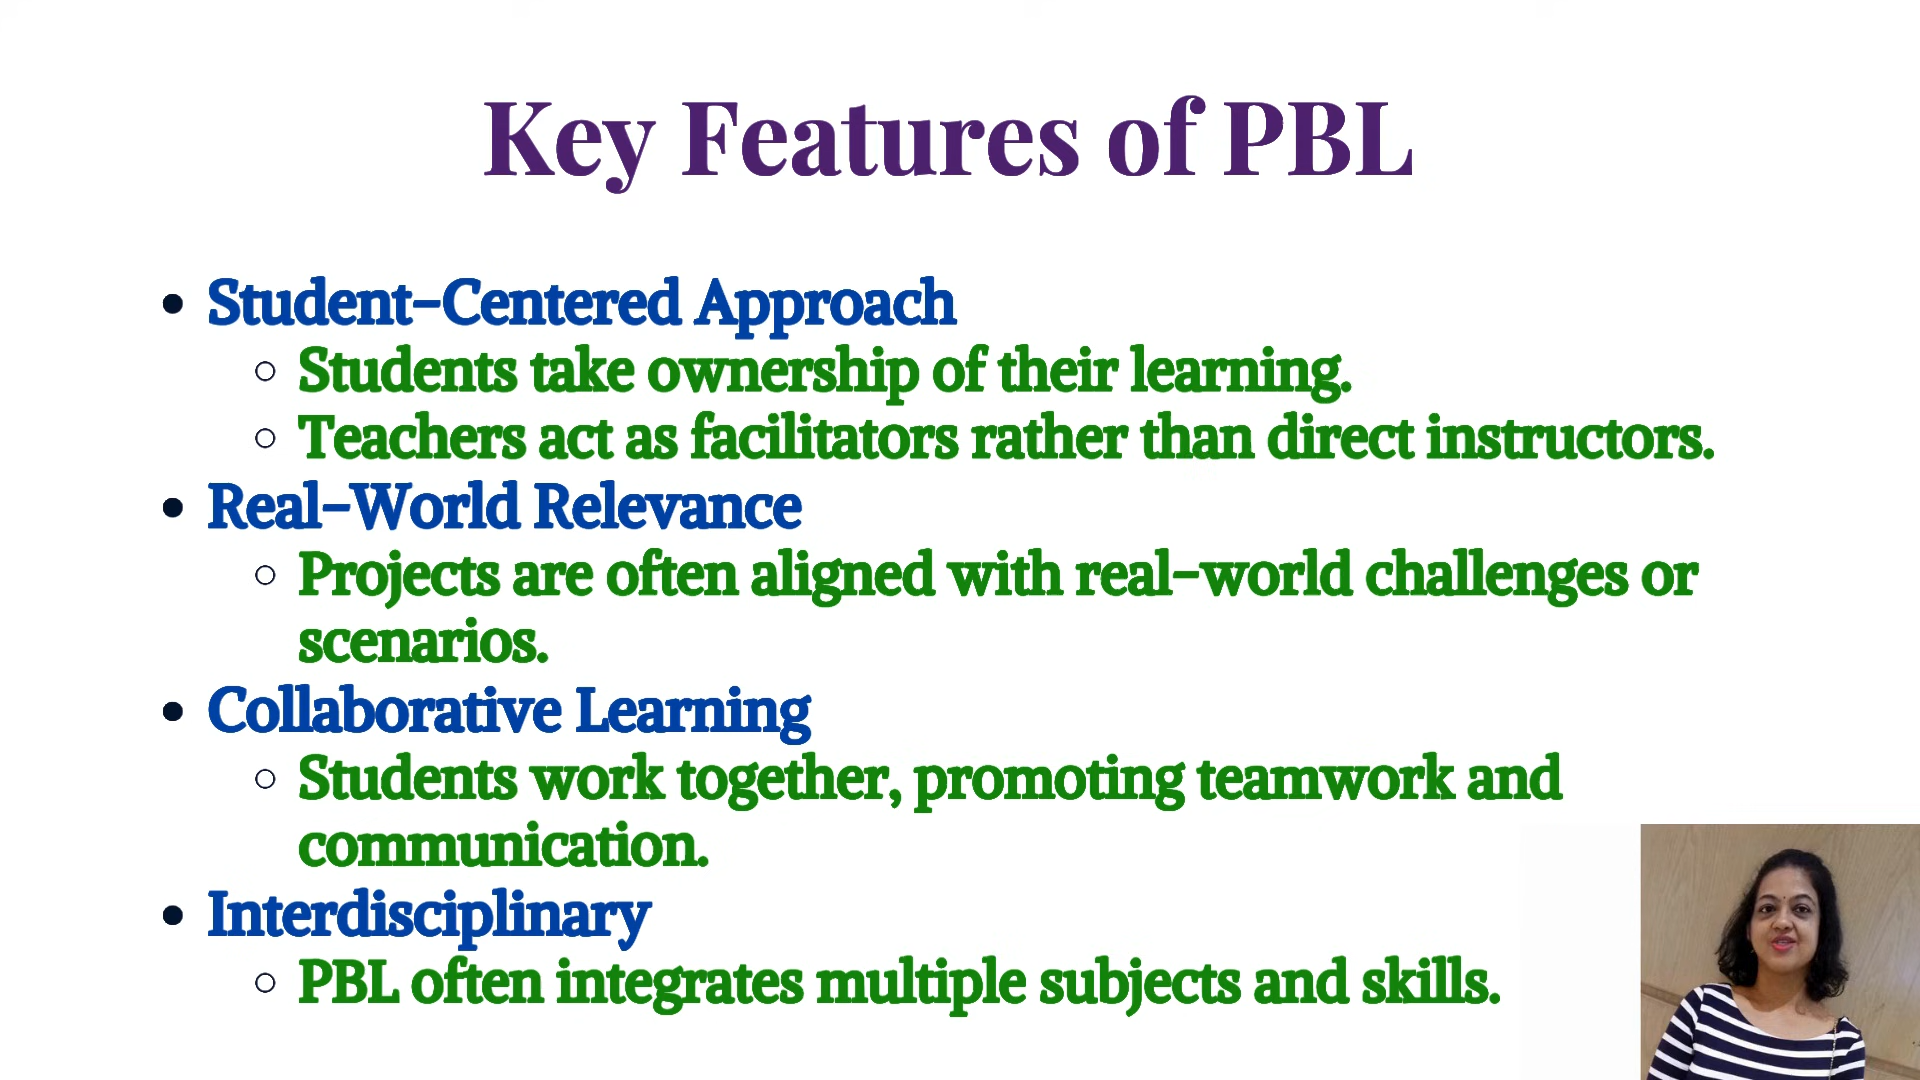 Key Features of PBL
• Student-Centered Approach
○ Students take ownership of their learning.
○ Teachers act as facilitators rather than direct instructors.
• Real-World Relevance
○ Projects are often aligned with real-world challenges or
scenarios.
• Collaborative Learning
○ Students work together, promoting teamwork and
communication.
• Interdisciplinary
○ PBL often integrates multiple subjects and skills.